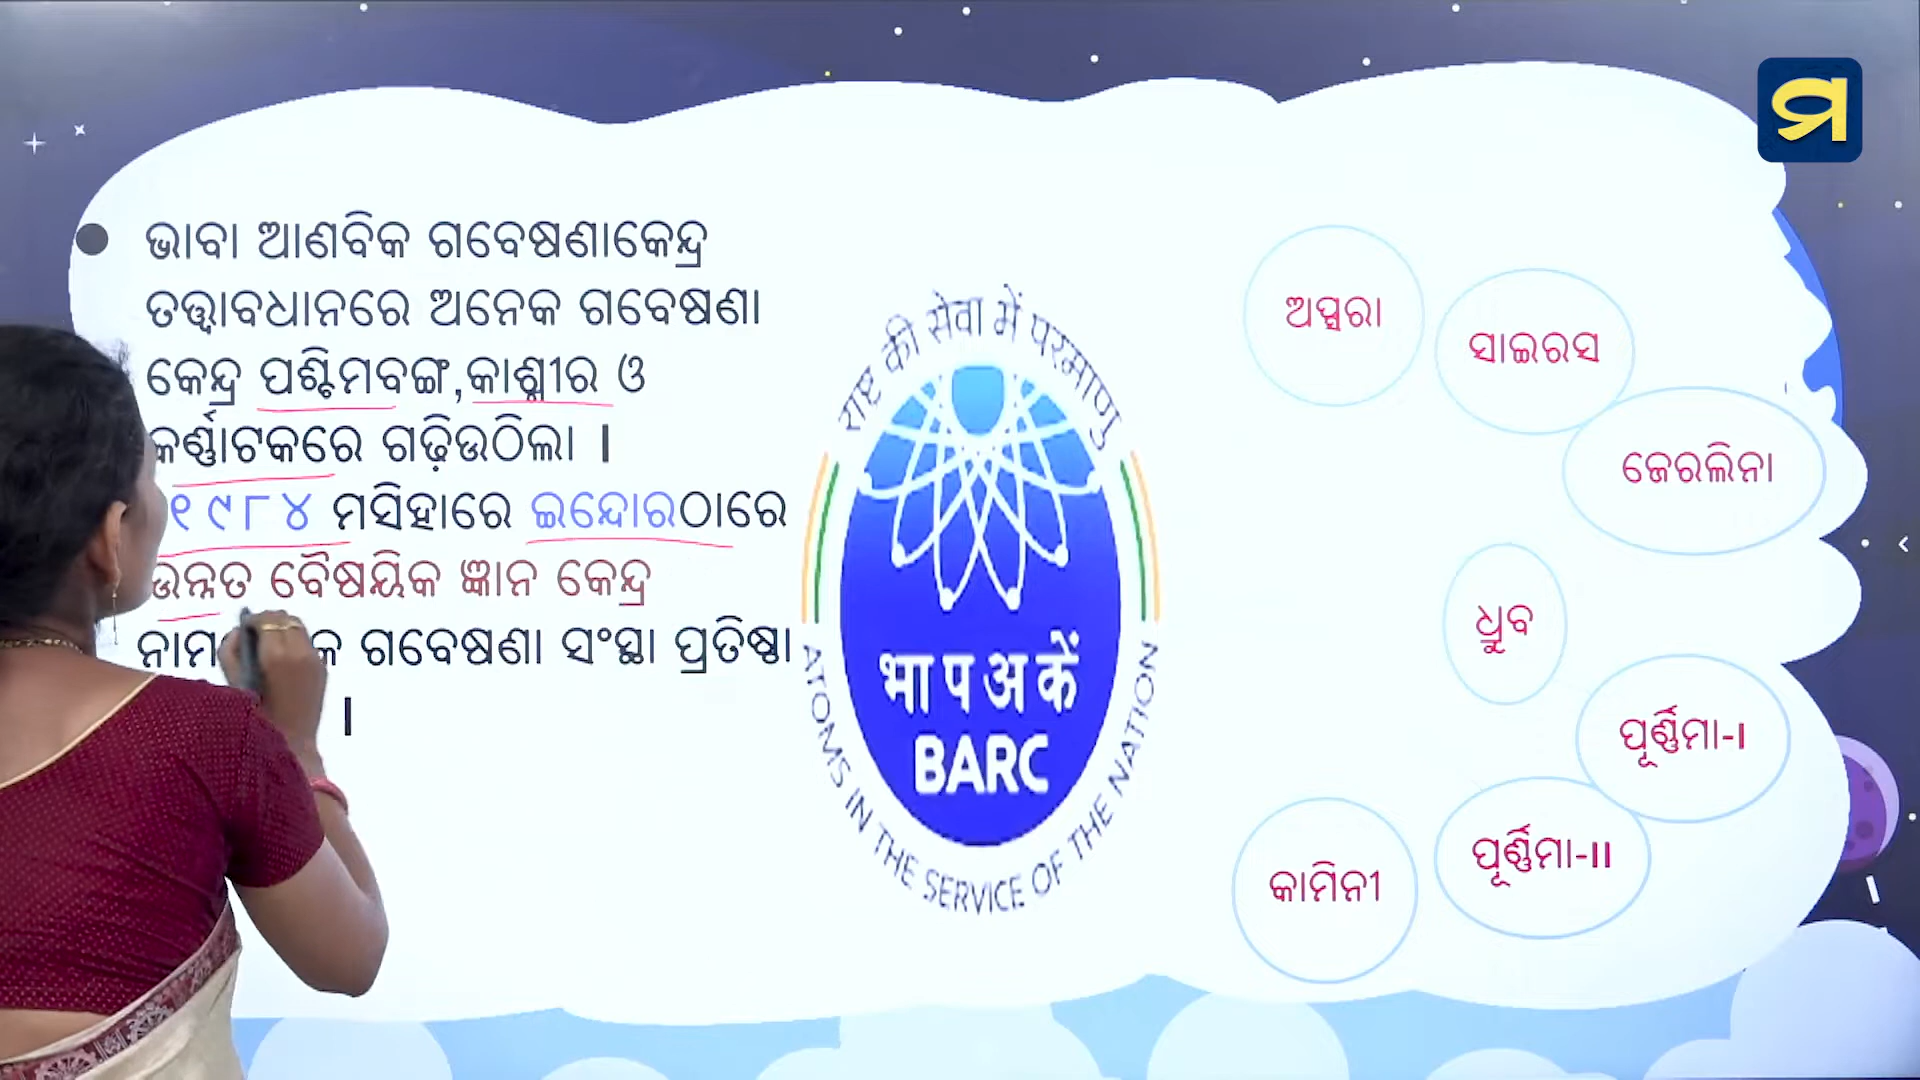 ମ
ଭାବା ଆଣବିକ ଗବେଷଣାକେନ୍ଦ୍ର
ତତ୍ତ୍ୱାବଧାନରେ ଅନେକ ଗବେଷଣା
କେନ୍ଦ୍ର ପଶ୍ଚିମବଙ୍ଗ,କାଶ୍ମୀର ଓ
କର୍ଣ୍ଣାଟକରେ ଗଢ଼ିଉଠିଲା ।
୧୯୮୪ ମସିହାରେ ଇନ୍ଦୋରଠାରେ
ଉନ୍ନତ ବୈଷୟିକ ଜ୍ଞାନ କେନ୍ଦ୍ର
ଗବେଷଣା ସଂସ୍ଥା ପ୍ରତିଷ୍ଠା
।
राष्ट्र की सेवा में परमाणु
भा प अ कें
BARC
ATOMS IN THE SERVICE OF THE NATION
ଅପ୍ସରା
ସାଇରସ
ଜେରଲିନା
ଧ୍ରୁବ
ପୂର୍ଣ୍ଣିମା-I
ପୂର୍ଣ୍ଣିମା-II
କାମିନୀ